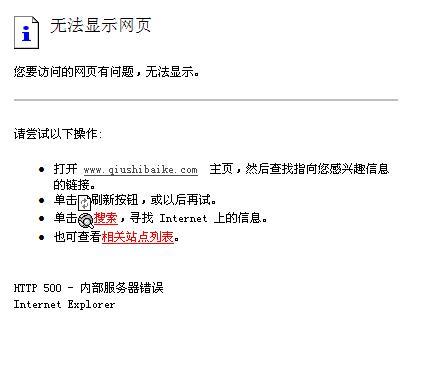 无法显示网页
您要访问的网页有问题，无法显示。
请尝试以下操作:
打开 www.qiushibaike.com 主页，然后查找指向您感兴趣信息
的链接。
单击刷新按钮，或以后再试。
单击搜索，寻找 Internet 上的信息。
也可查看相关站点列表。
HTTP 500 - 内部服务器错误
Internet Explorer